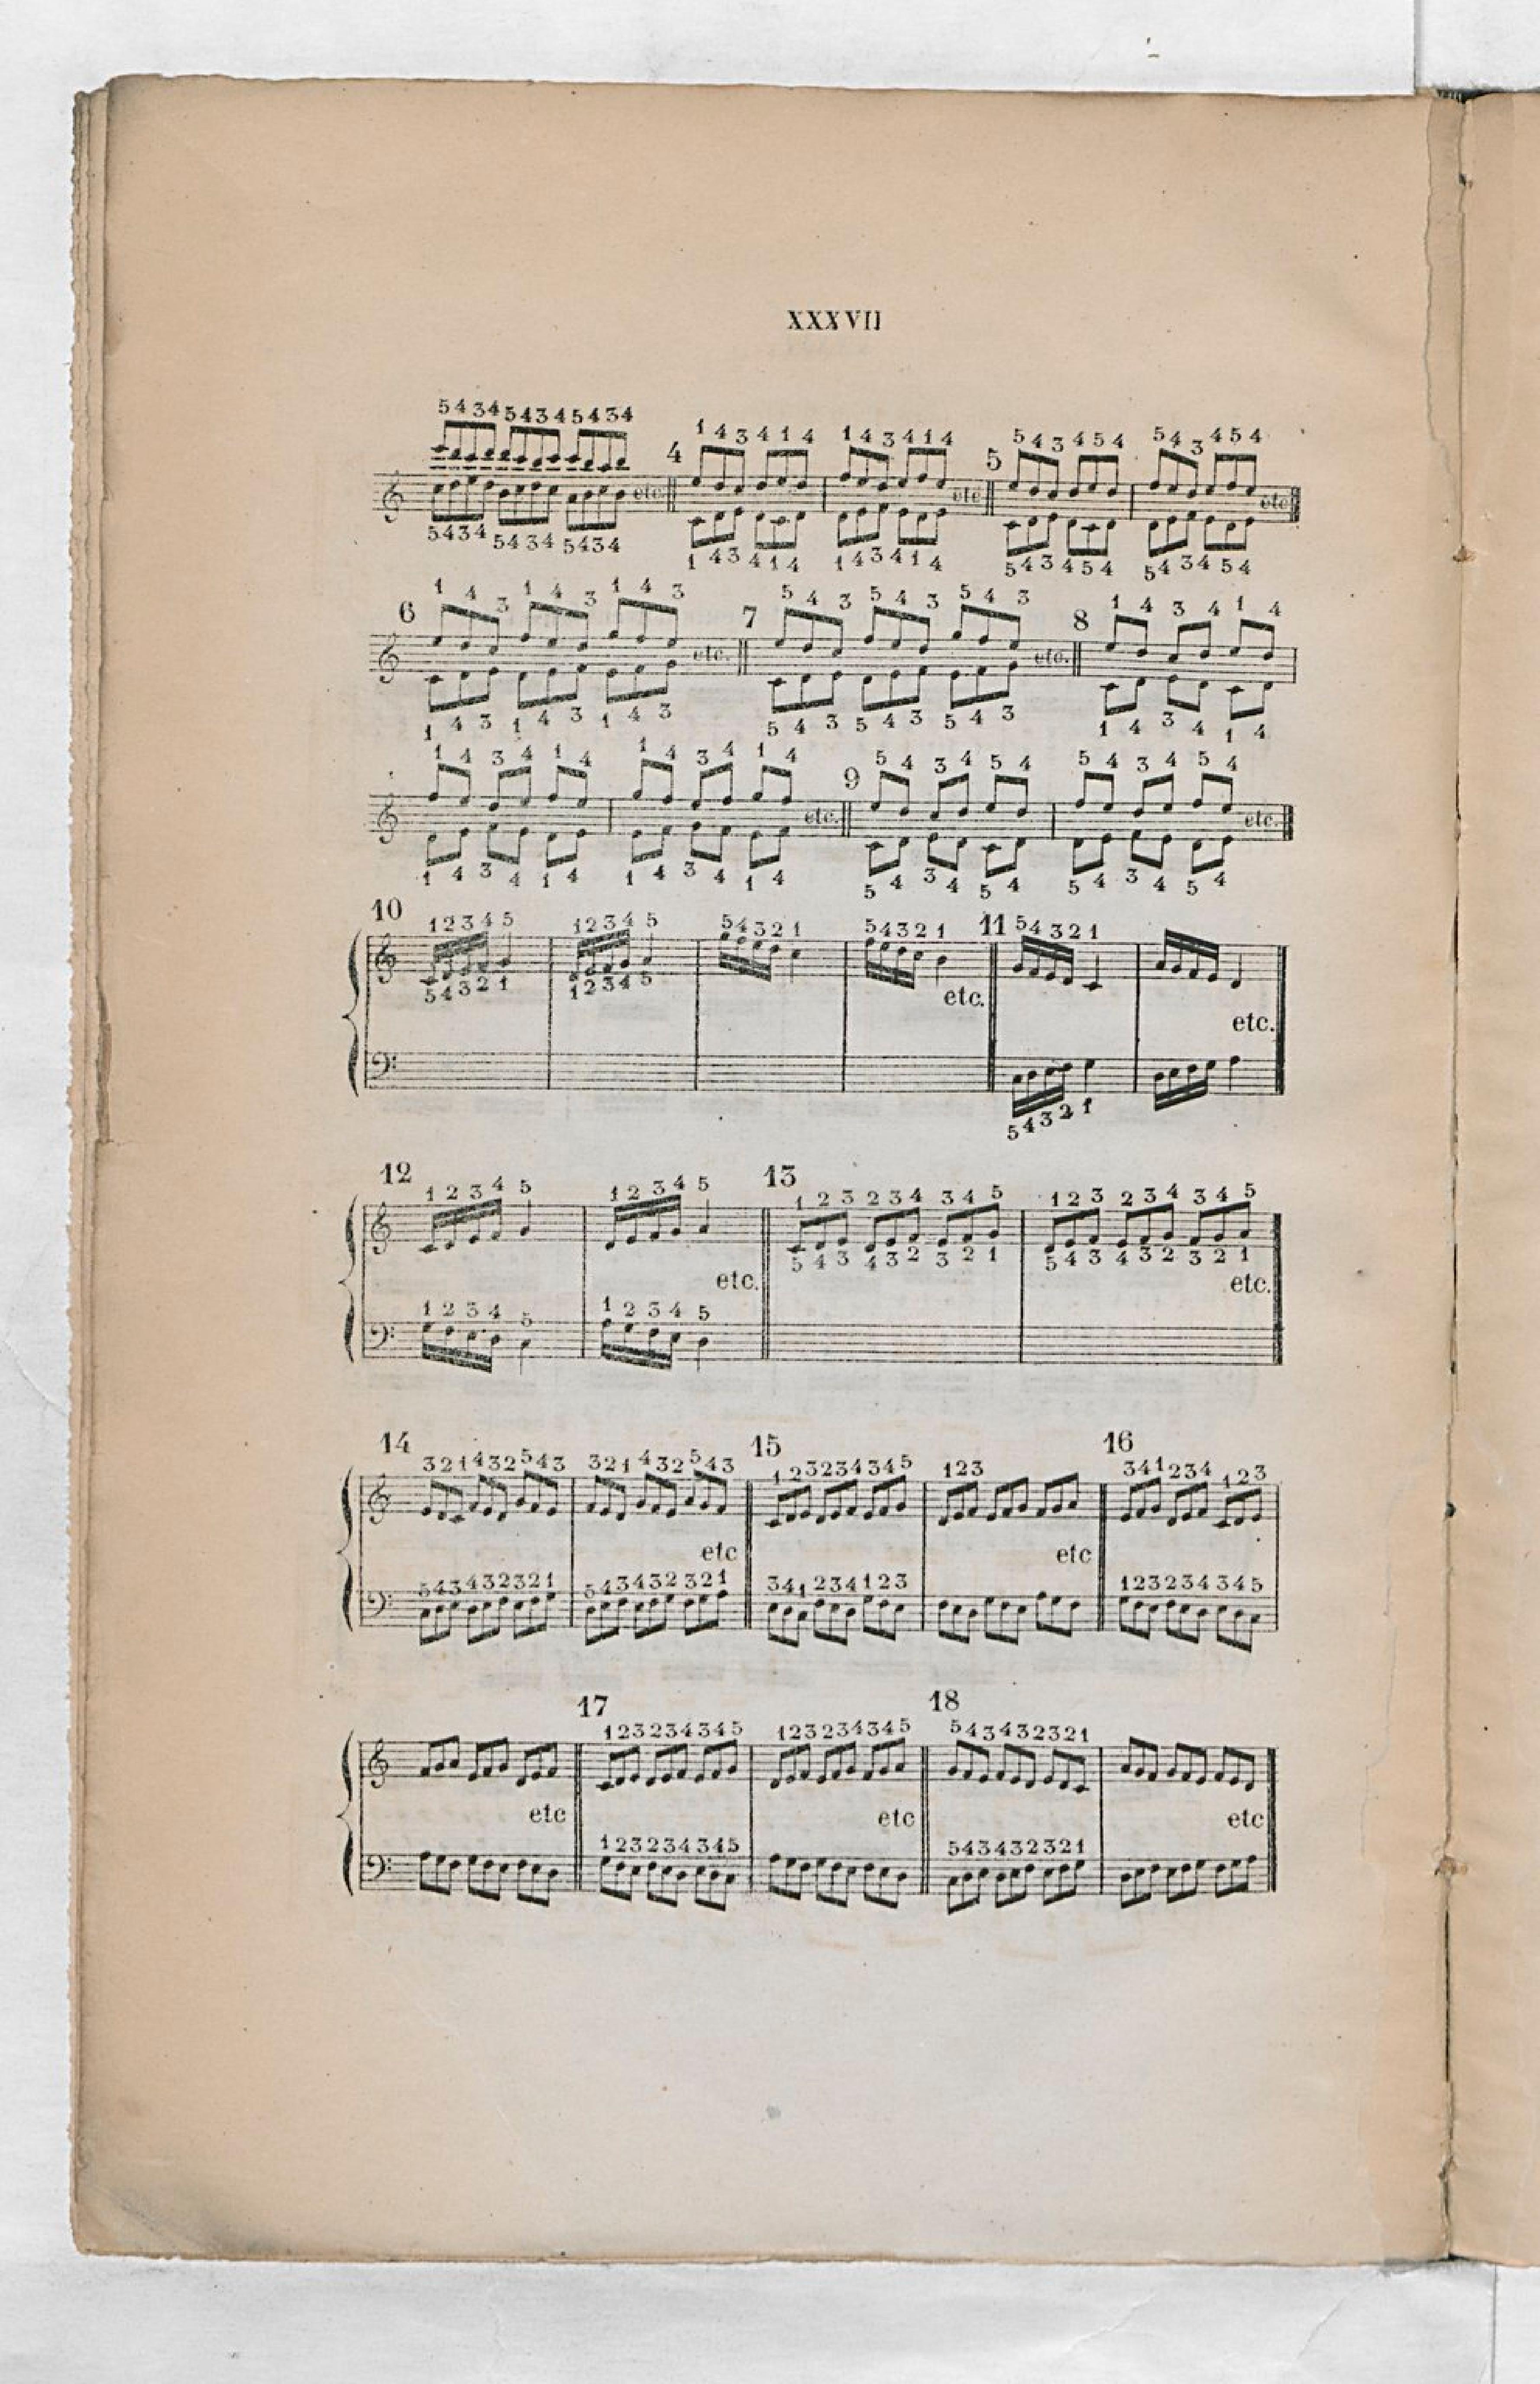 XXXVII
5 4 3 4 5 4 3 4 5 4 3 4
4
1 4 3 4 1 4
1 4 3 4 1 4
5
5 4 3 4 5 4
5 4 3 4 5 4
etc
etc
etc
5 4 3 4 5 4 3 4 5 4 3 4
1 4 3 4 1 4
1 4 3 4 1 4
5 4 3 4 5 4
5 4 3 4 5 4
6
1 4 3 1 4 3 1 4 3
7
5 4 3 5 4 3 5 4 3
8
1 4 3 4 1 4
etc.
etc.
1 4 3 1 4 3 1 4 3
5 4 3 5 4 3 5 4 3
1 4 3 4 1 4
1 4 3 4 1 4
1 4 3 4 1 4
9
5 4 3 4 5 4
5 4 3 4 5 4
etc.
etc.
1 4 3 4 1 4
1 4 3 4 1 4
5 4 3 4 5 4
5 4 3 4 5 4
10
1 2 3 4 5
1 2 3 4 5
5 4 3 2 1
5 4 3 2 1
11
5 4 3 2 1
5 4 3 2 1
1 2 3 4 5
etc.
etc.
5 4 3 2 1
12
1 2 3 4 5
1 2 3 4 5
13
1 2 3 2 3 4 3 4 5
1 2 3 2 3 4 3 4 5
5 4 3 4 3 2 3 2 1
5 4 3 4 3 2 3 2 1
etc.
etc.
1 2 3 4 5
1 2 3 4 5
14
3 2 1 4 3 2 5 4 3
3 2 1 4 3 2 5 4 3
15
1 2 3 2 3 4 3 4 5
1 2 3
16
3 4 1 2 3 4 1 2 3
etc
etc
5 4 3 4 3 2 3 2 1
5 4 3 4 3 2 3 2 1
3 4 1 2 3 4 1 2 3
1 2 3 2 3 4 3 4 5
17
1 2 3 2 3 4 3 4 5
1 2 3 2 3 4 3 4 5
18
5 4 3 4 3 2 3 2 1
etc
etc
etc
1 2 3 2 3 4 3 4 5
5 4 3 4 3 2 3 2 1